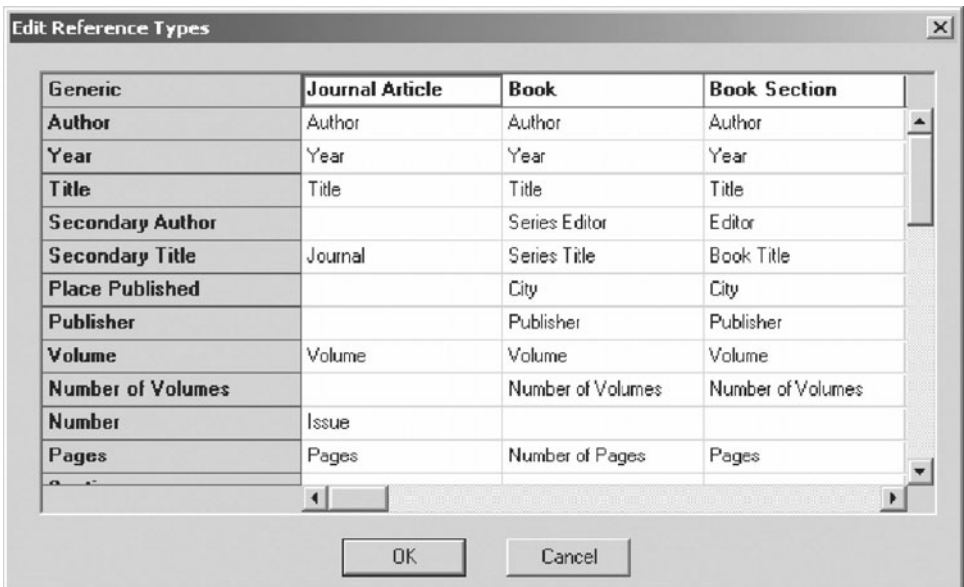 Edit Reference Types
Generic Journal Article Book Book Section
Author Author Author Author
Year Year Year Year
Title Title Title Title
Secondary Author Series Editor Editor
Secondary Title Journal Series Title Book Title
Place Published City City
Publisher Publisher Publisher
Volume Volume Volume Volume
Number of Volumes Number of Volumes Number of Volumes
Number Issue
Pages Pages Number of Pages Pages
OK Cancel